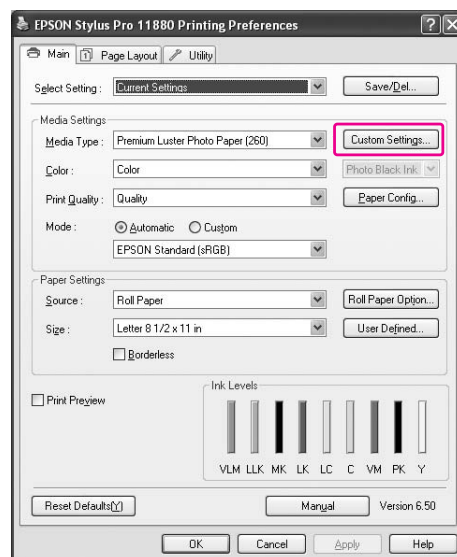 EPSON Stylus Pro 11880 Printing Preferences
Main Page Layout Utility
Select Setting : Current Settings Save/Del...
Media Settings
Media Type : Premium Luster Photo Paper (260) Custom Settings...
Color : Color Photo Black Ink
Print Quality : Quality Paper Config...
Mode : Automatic Custom
EPSON Standard (sRGB)
Paper Settings
Source : Roll Paper Roll Paper Option...
Size : Letter 8 1/2 x 11 in User Defined...
Borderless
Print Preview
Ink Levels
VLM LLK MK LK LC C VM PK Y
Reset Defaults(Y) Manual Version 6.50
OK Cancel Apply Help